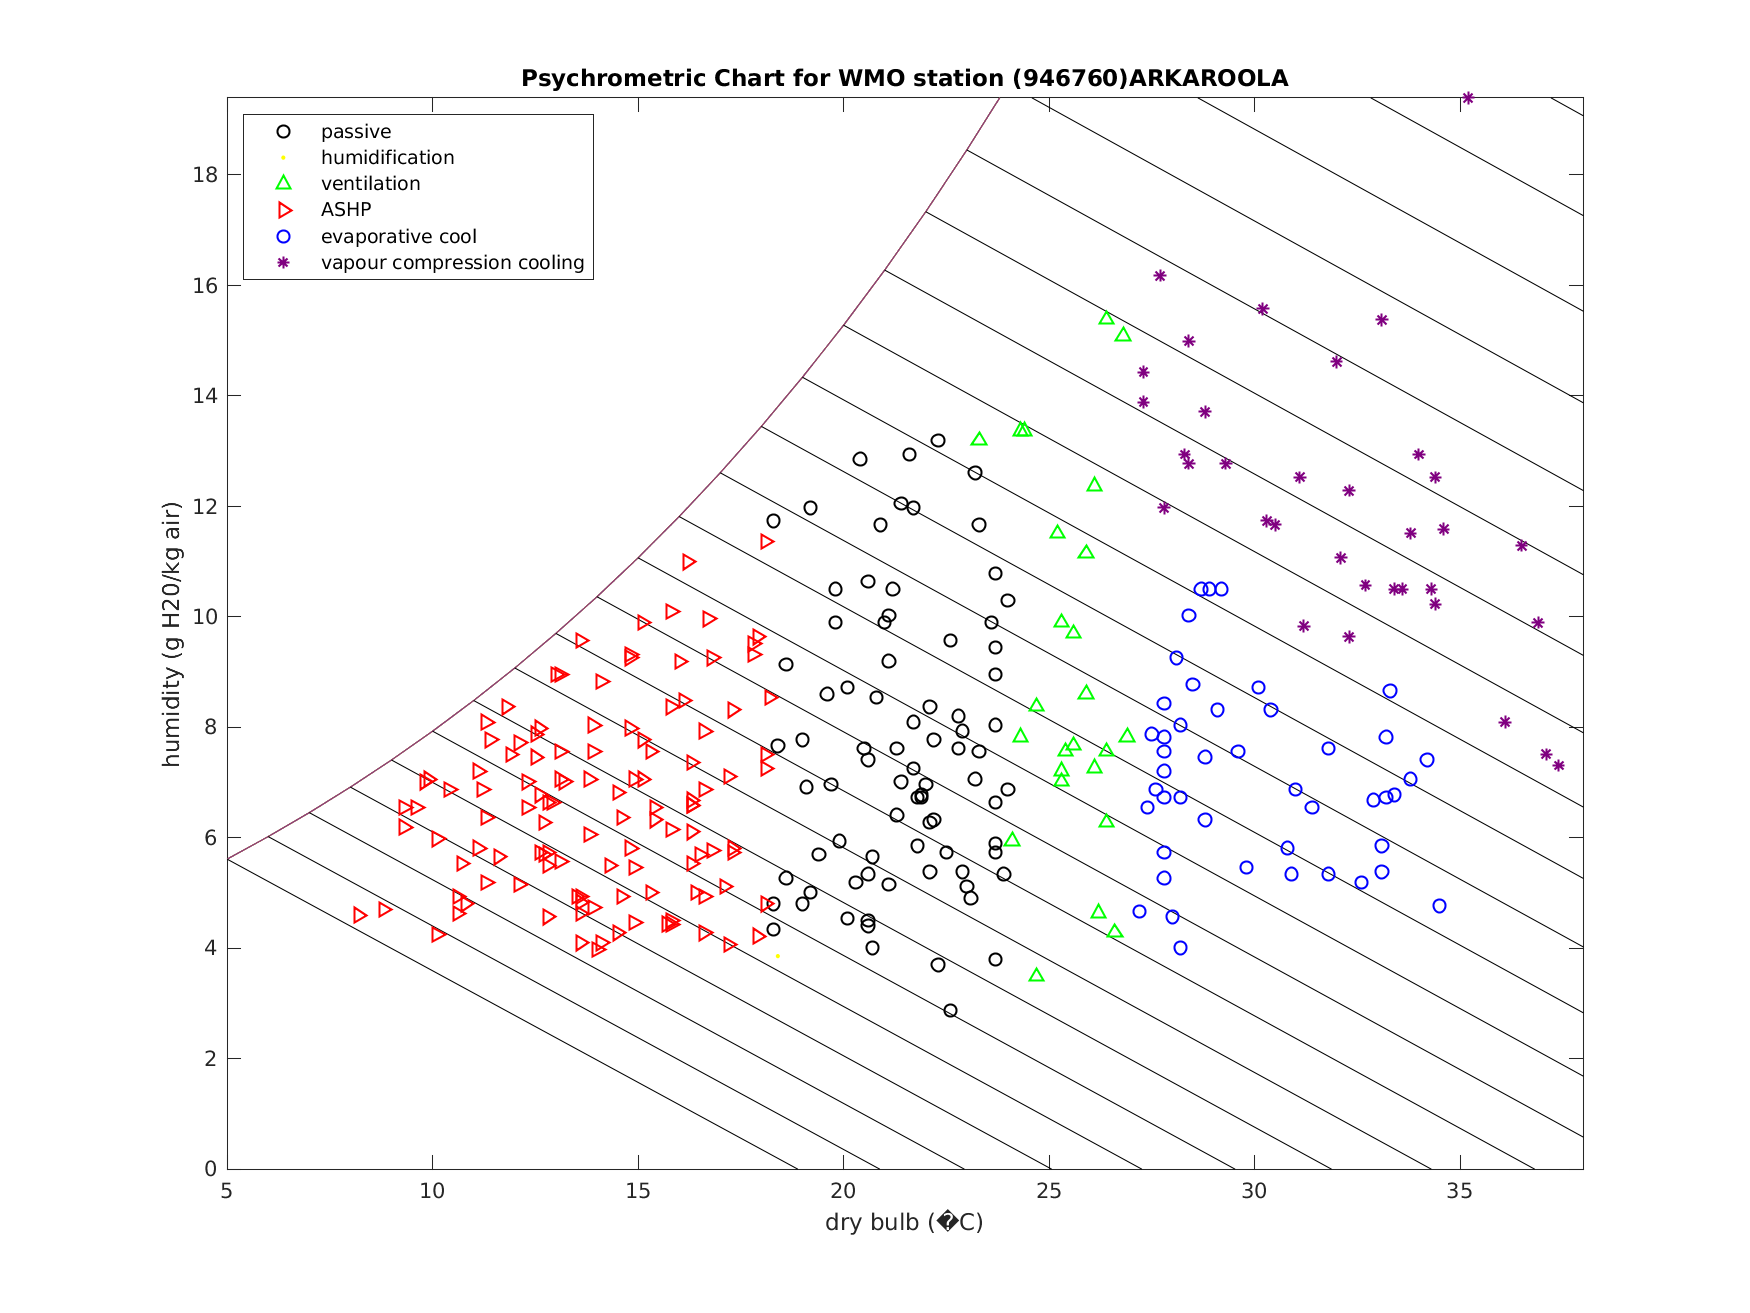 Psychrometric Chart for WMO station (946760)ARKAROOLA
passive
humidification
ventilation
ASHP
evaporative cool
vapour compression cooling
humidity (g H20/kg air)
18
16
14
12
10
8
6
4
2
0
5 10 15 20 25 30 35
dry bulb (�C)